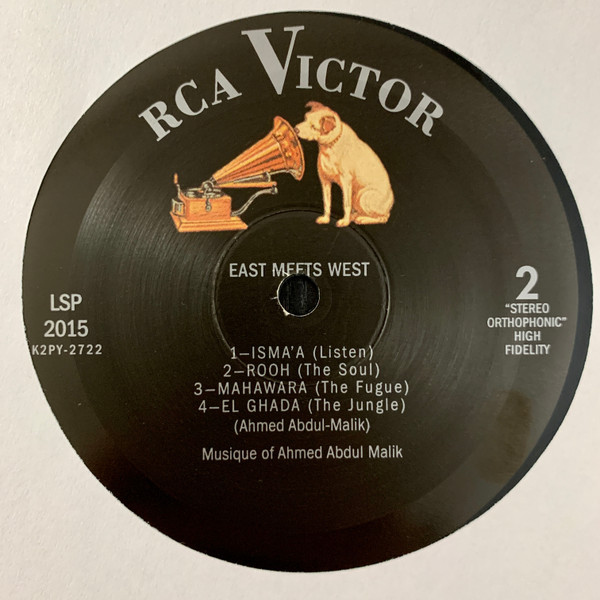 RCA VICTOR
EAST MEETS WEST
LSP
2015
K2PY-2722
2
"STEREO
ORTHOPHONIC"
HIGH
FIDELITY
1—ISMA'A (Listen)
2—ROOH (The Soul)
3—MAHAWARA (The Fugue)
4—EL GHADA (The Jungle)
(Ahmed Abdul-Malik)
Musique of Ahmed Abdul Malik